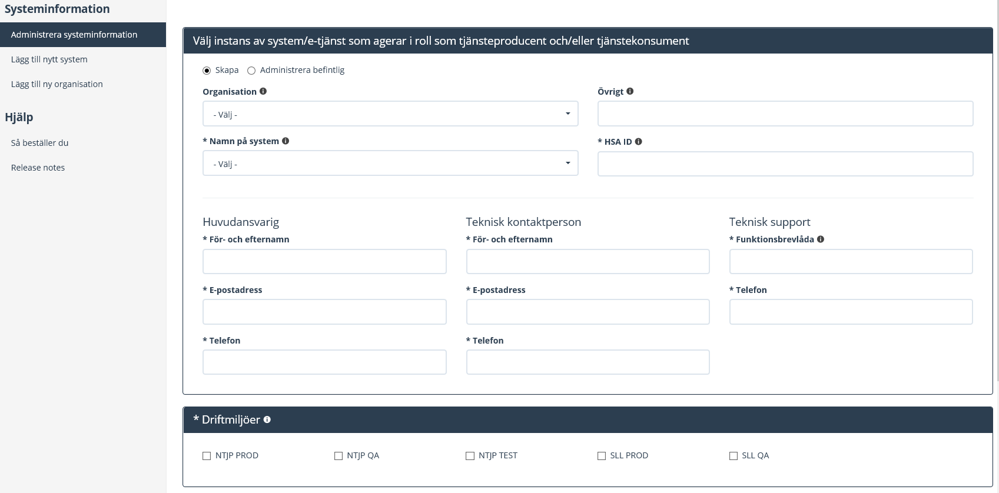 Systeminformation
Administrera systeminformation
Lägg till nytt system
Lägg till ny organisation
Hjälp
Så beställer du
Release notes
Välj instans av system/e-tjänst som agerar i roll som tjänsteproducent och/eller tjänstekonsument
Skapa Administrera befintlig
Organisation Övrigt
- Välj -
* Namn på system * HSA ID
- Välj -
Huvudansvarig Teknisk kontaktperson Teknisk support
* För- och efternamn * För- och efternamn * Funktionsbrevlåda
* E-postadress * E-postadress * Telefon
* Telefon * Telefon
* Driftmiljöer
NTJP PROD NTJP QA NTJP TEST SLL PROD SLL QA